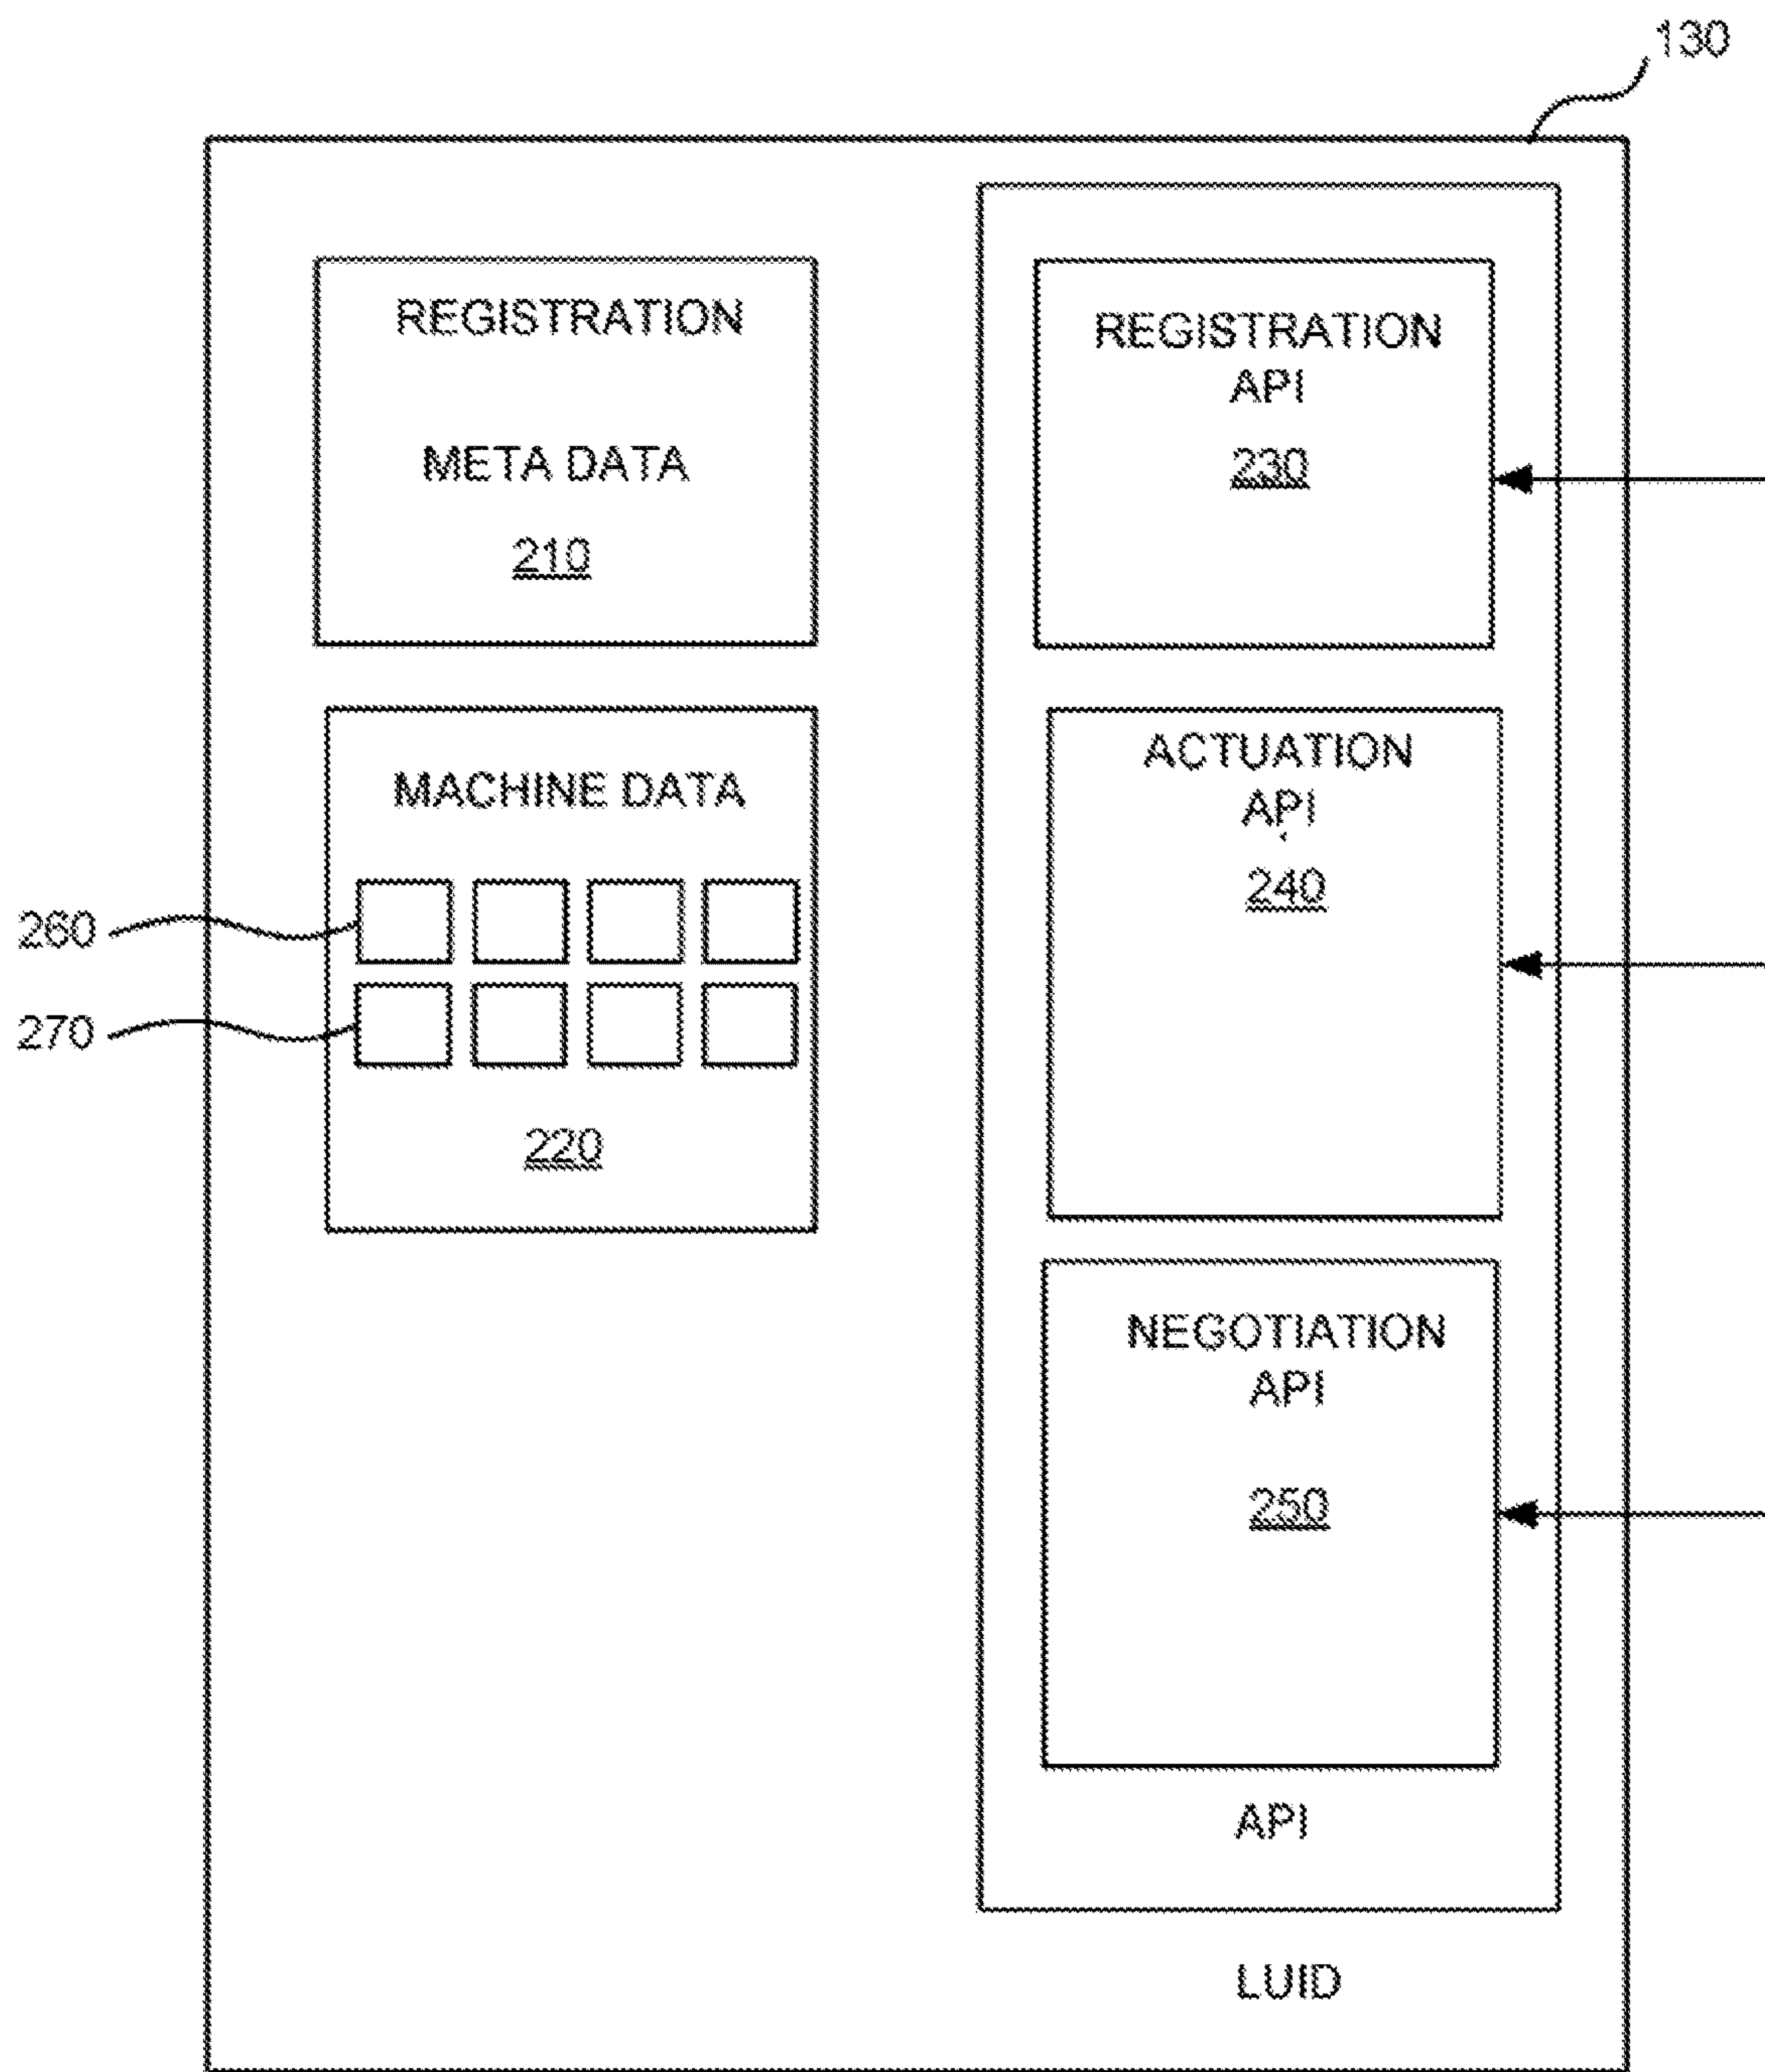 130
REGISTRATION
META DATA
210
MACHINE DATA
260
270
220
REGISTRATION
API
230
ACTUATION
API
240
NEGOTIATION
API
250
API
LUID